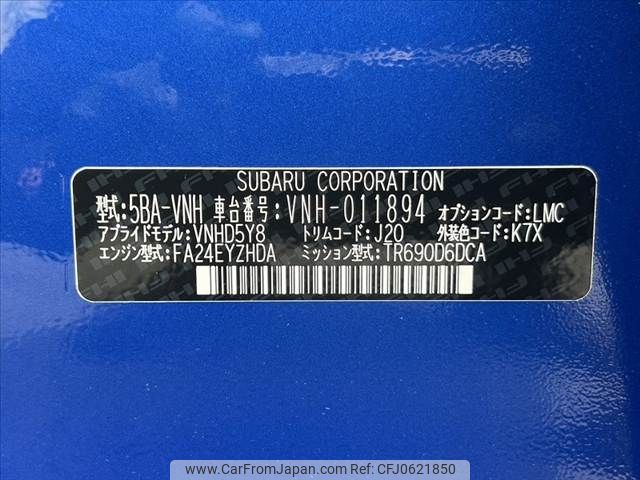 SUBARU CORPORATION
型式:5BA-VNH 車台番号:VNH-011894 オプションコード:LMC
アプライドモデル:VNHD5Y8 トリムコード:J20 外装色コード:K7X
エンジン型式:FA24EYZHDA ミッション型式:TR690D6DCA
www.CarFromJapan.com | Ref No.CFJ0621850